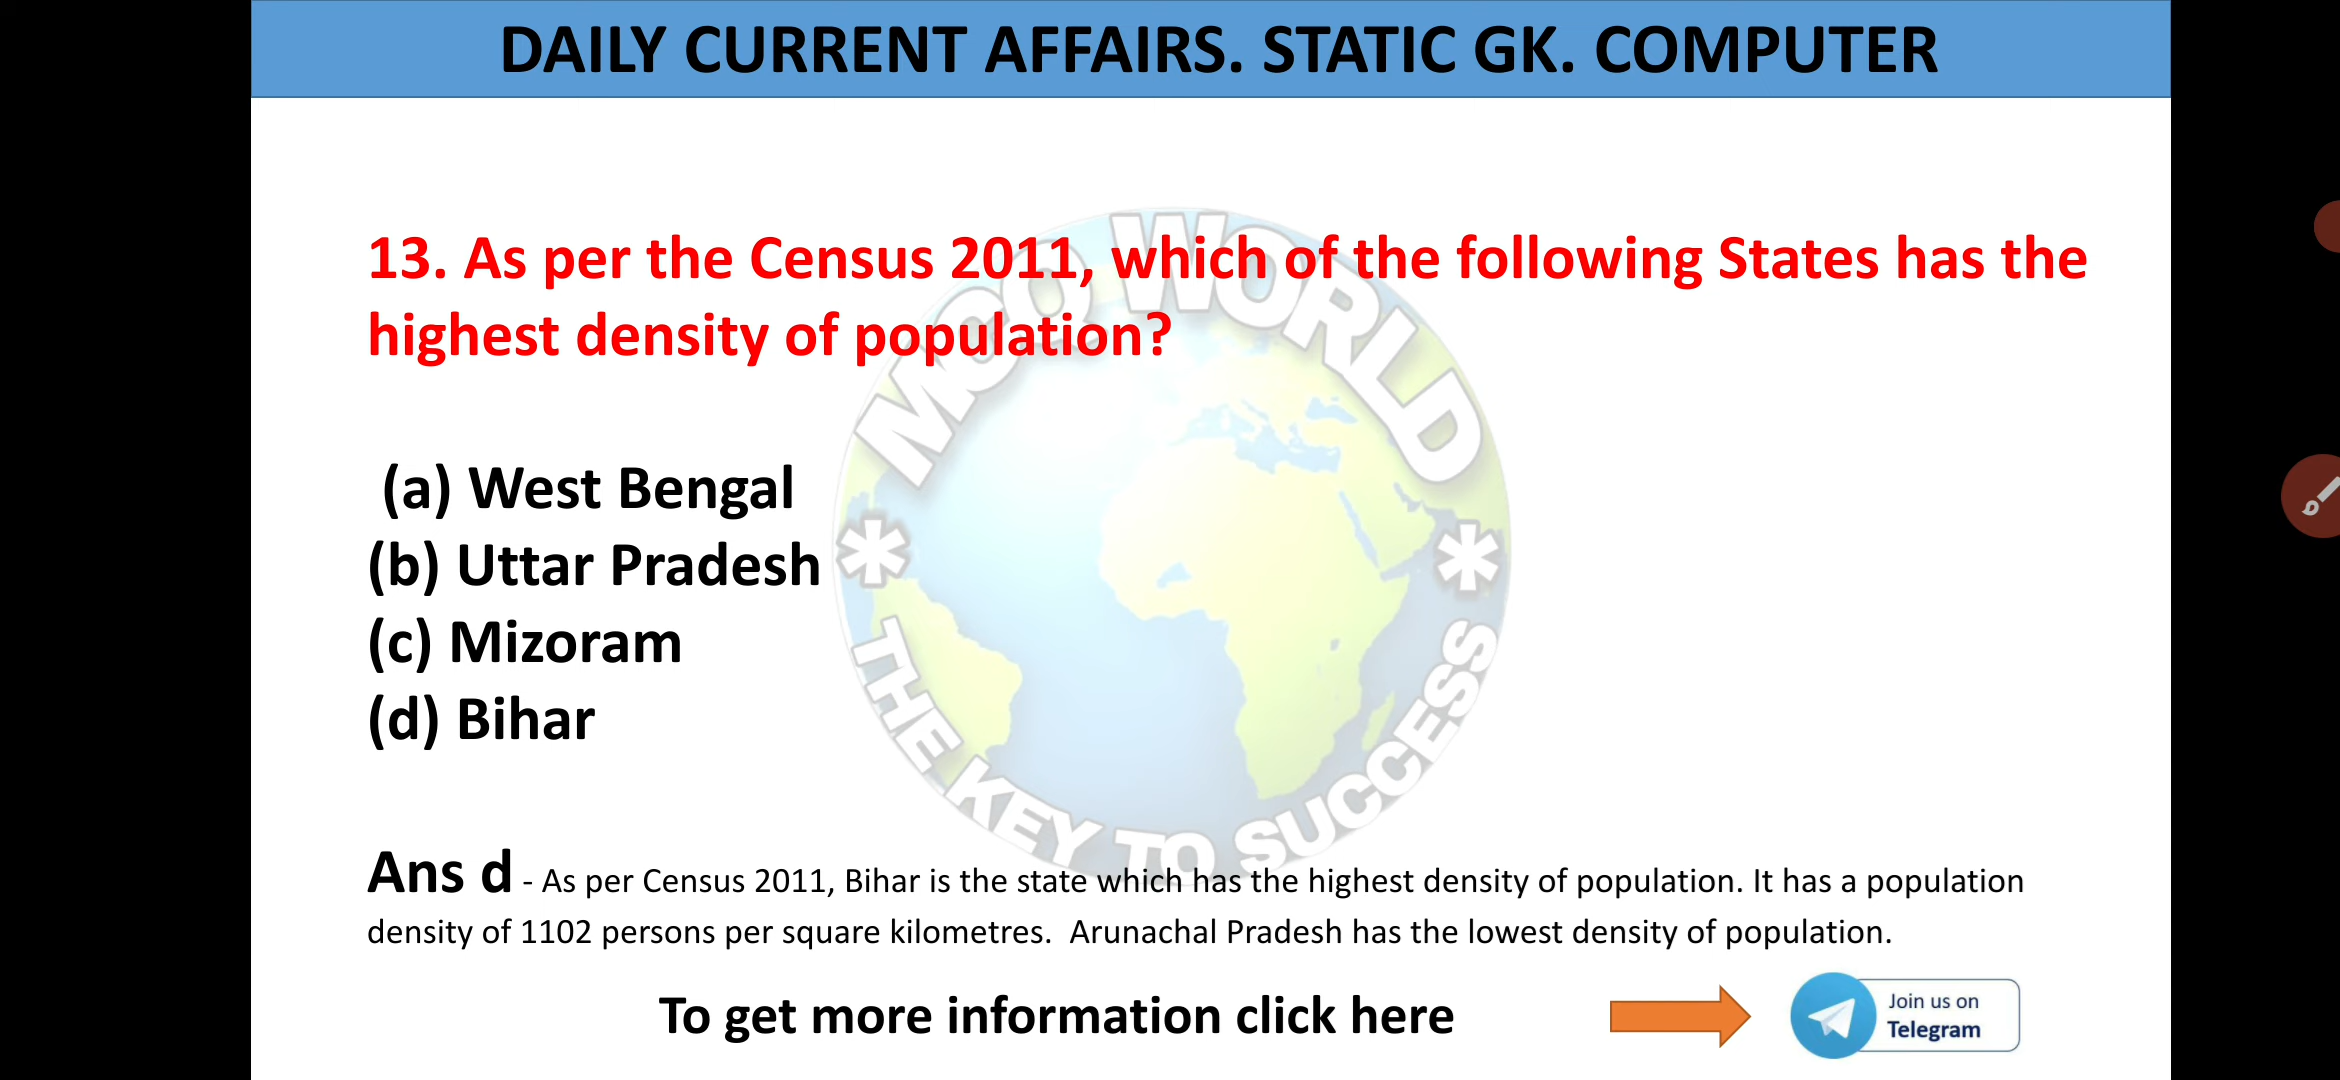 DAILY CURRENT AFFAIRS. STATIC GK. COMPUTER
13. As per the Census 2011, which of the following States has the
highest density of population?
(a) West Bengal
(b) Uttar Pradesh
(c) Mizoram
(d) Bihar
MCQ WORLD
* THE KEY TO SUCCESS *
Ans d - As per Census 2011, Bihar is the state which has the highest density of population. It has a population
density of 1102 persons per square kilometres.  Arunachal Pradesh has the lowest density of population.
To get more information click here
Join us on
Telegram